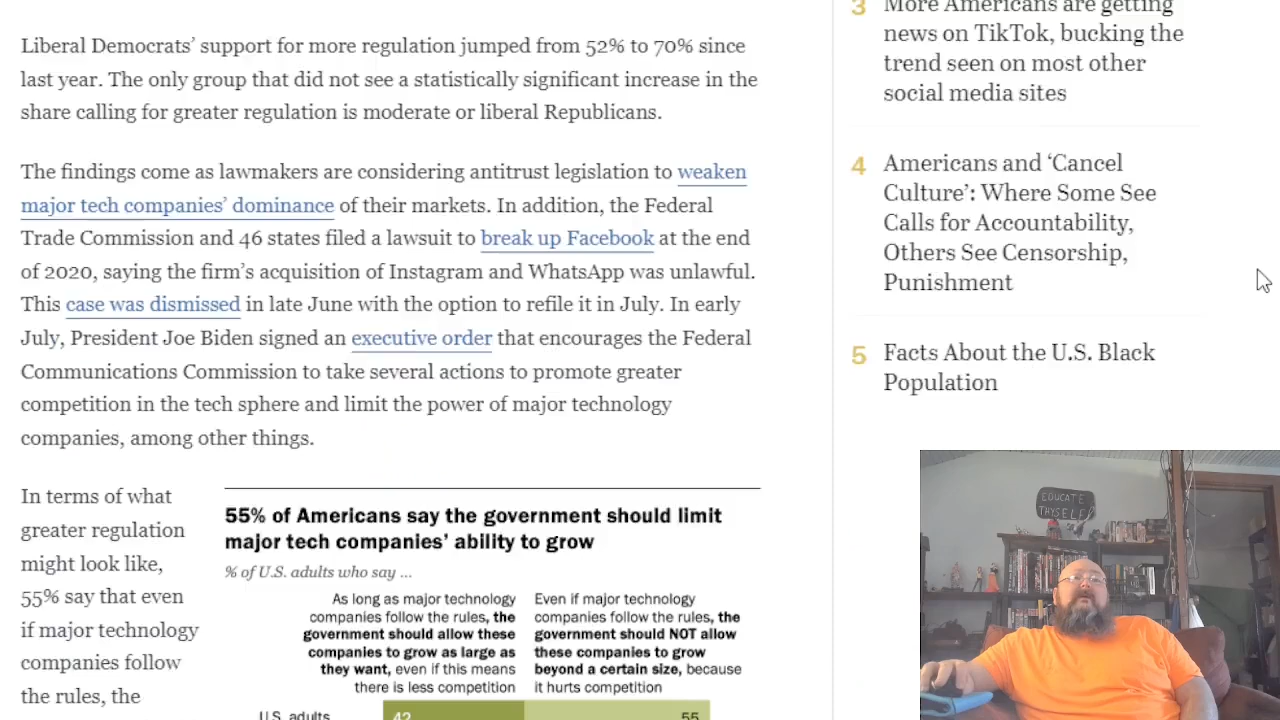 Liberal Democrats’ support for more regulation jumped from 52% to 70% since
last year. The only group that did not see a statistically significant increase in the
share calling for greater regulation is moderate or liberal Republicans.
The findings come as lawmakers are considering antitrust legislation to weaken
major tech companies’ dominance of their markets. In addition, the Federal
Trade Commission and 46 states filed a lawsuit to break up Facebook at the end
of 2020, saying the firm’s acquisition of Instagram and WhatsApp was unlawful.
This case was dismissed in late June with the option to refile it in July. In early
July, President Joe Biden signed an executive order that encourages the Federal
Communications Commission to take several actions to promote greater
competition in the tech sphere and limit the power of major technology
companies, among other things.
In terms of what
greater regulation
might look like,
55% say that even
if major technology
companies follow
the rules, the
55% of Americans say the government should limit
major tech companies’ ability to grow
% of U.S. adults who say ...
As long as major technology
companies follow the rules, the
government should allow these
companies to grow as large as
they want, even if this means
there is less competition
Even if major technology
companies follow the rules, the
government should NOT allow
these companies to grow
beyond a certain size, because
it hurts competition
U.S. adults 42 55
3 More Americans are getting
news on TikTok, bucking the
trend seen on most other
social media sites
4 Americans and ‘Cancel
Culture’: Where Some See
Calls for Accountability,
Others See Censorship,
Punishment
5 Facts About the U.S. Black
Population
EDUCATE
THYSELF